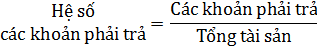 Hệ số
các khoản phải trả = Các khoản phải trả
Tổng tài sản